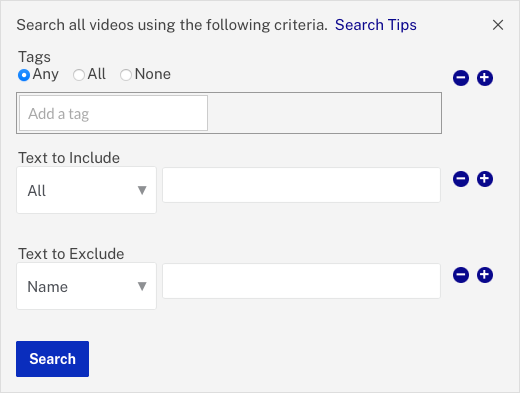 Search all videos using the following criteria. Search Tips
Tags
Any All None
Add a tag
Text to Include
All
Text to Exclude
Name
Search